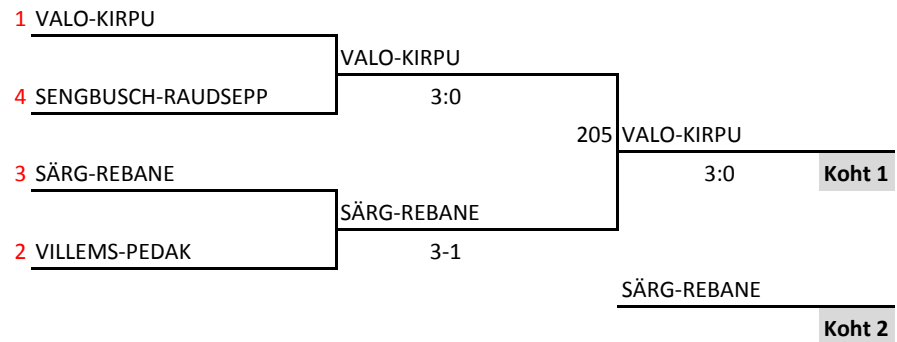 1 VALO-KIRPU
VALO-KIRPU
4 SENGBUSCH-RAUDSEPP 3:0
205 VALO-KIRPU
3 SÄRG-REBANE 3:0 Koht 1
SÄRG-REBANE
2 VILLEMS-PEDAK 3-1
SÄRG-REBANE
Koht 2